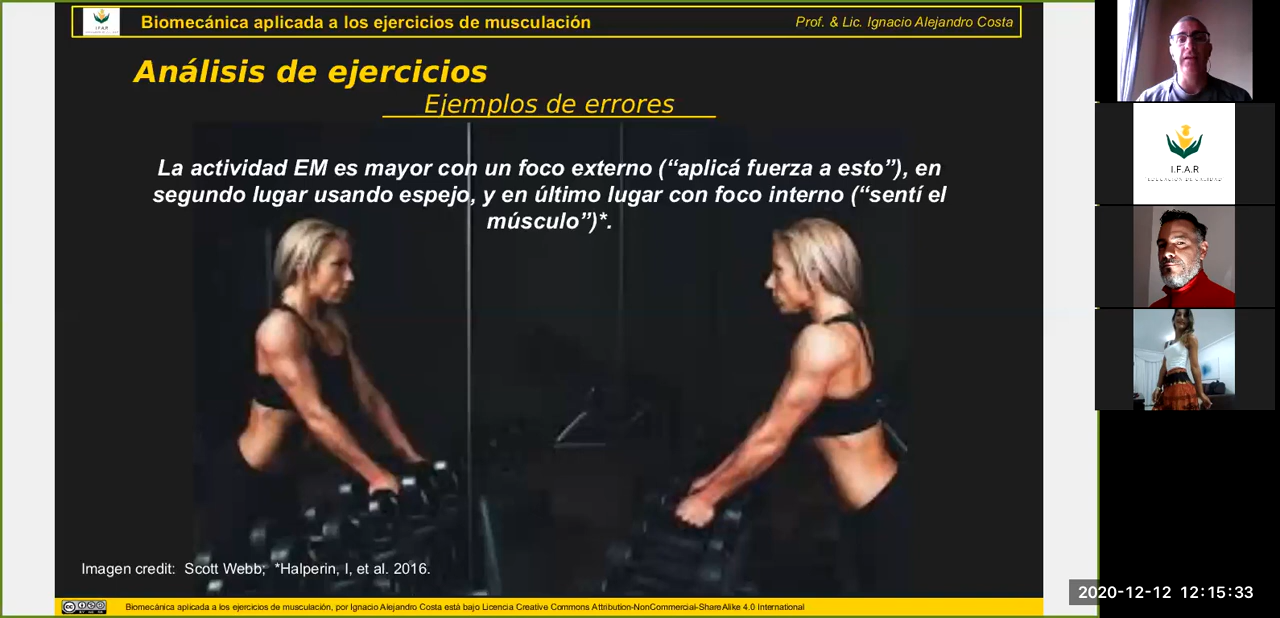 Biomecánica aplicada a los ejercicios de musculación
Prof. & Lic. Ignacio Alejandro Costa
Análisis de ejercicios
Ejemplos de errores
La actividad EM es mayor con un foco externo (“aplicá fuerza a esto”), en
segundo lugar usando espejo, y en último lugar con foco interno (“sentí el
músculo”)*.
Imagen credit: Scott Webb; *Halperin, I, et al. 2016.
Biomecánica aplicada a los ejercicios de musculación, por Ignacio Alejandro Costa está bajo Licencia Creative Commons Attribution-NonCommercial-ShareAlike 4.0 International
I.F.A.R
2020-12-12 12:15:33